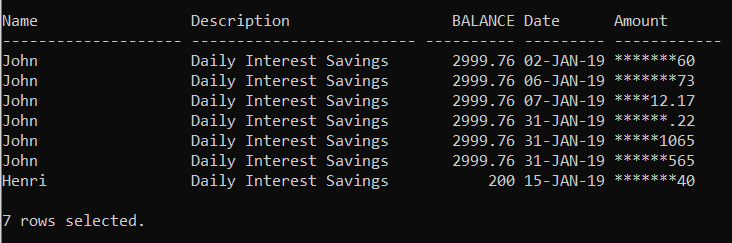 Name                 Description               BALANCE Date      Amount
-------------------- ------------------------ ---------- --------- ------------
John                 Daily Interest Savings    2999.76 02-JAN-19 *******60
John                 Daily Interest Savings    2999.76 06-JAN-19 *******73
John                 Daily Interest Savings    2999.76 07-JAN-19 ****12.17
John                 Daily Interest Savings    2999.76 31-JAN-19 ******.22
John                 Daily Interest Savings    2999.76 31-JAN-19 *****1065
John                 Daily Interest Savings    2999.76 31-JAN-19 ******565
Henri                Daily Interest Savings        200 15-JAN-19 *******40
7 rows selected.